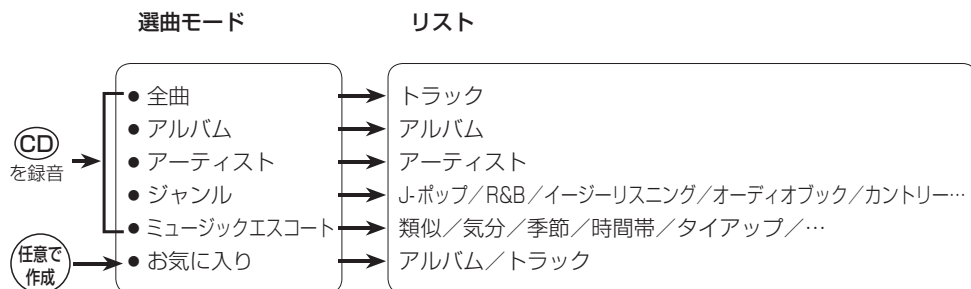 選曲モード リスト
● 全曲 トラック
● アルバム アルバム
CD
を録音
● アーティスト アーティスト
● ジャンル J-ポップ／R&B／イージーリスニング／オーディオブック／カントリー…
● ミュージックエスコート 類似／気分／季節／時間帯／タイアップ／…
任意で
作成
● お気に入り アルバム／トラック